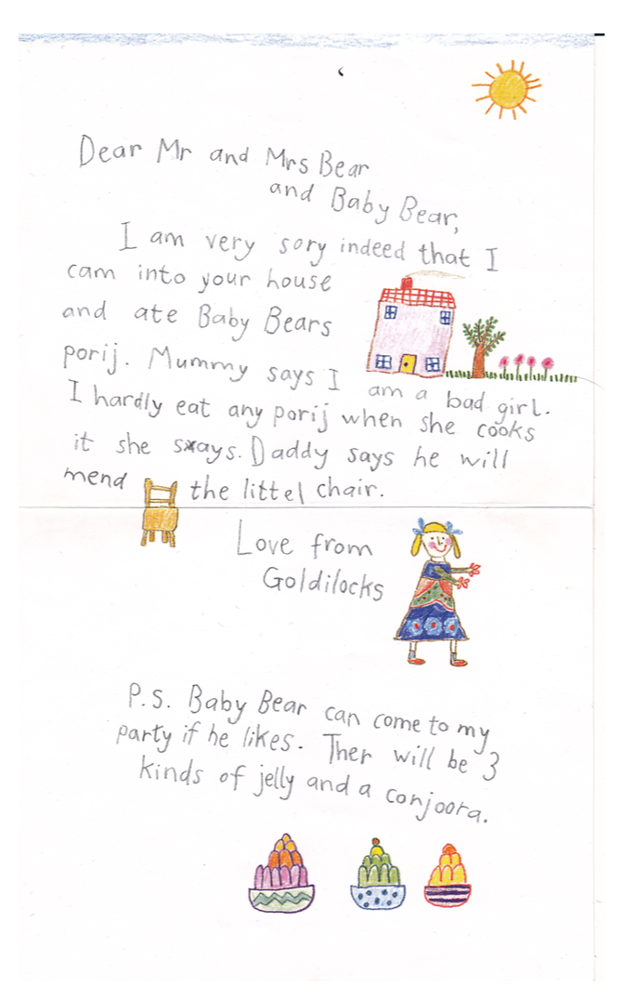 Dear Mr and Mrs Bear
and Baby Bear,
I am very sory indeed that I
cam into your house
and ate Baby Bears
porij. Mummy says I am a bad girl.
I hardly eat any porij when she cooks
it she says. Daddy says he will
mend the littel chair.
Love from
Goldilocks
P.S. Baby Bear can come to my
party if he likes. Ther will be 3
kinds of jelly and a conjoora.